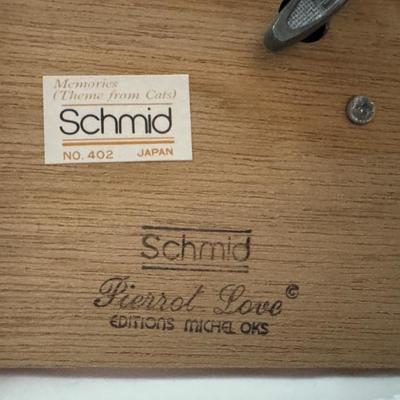 Memories
(Theme from Cats)
Schmid
NO. 402 JAPAN
Schmid
Pierrot Love ©
EDITIONS MICHEL OKS